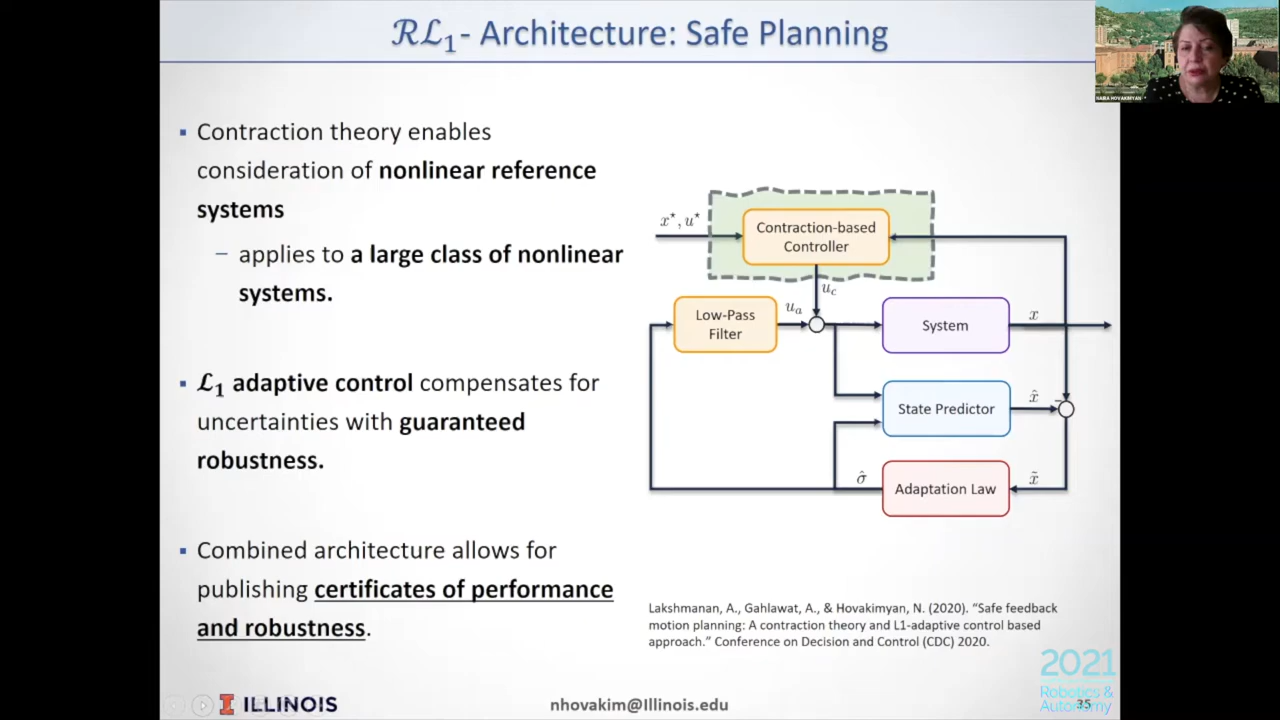 ℛℒ₁- Architecture: Safe Planning
NAIRA HOVAKIMYAN
▪ Contraction theory enables
consideration of nonlinear reference
systems
− applies to a large class of nonlinear
systems.
▪ ℒ₁ adaptive control compensates for
uncertainties with guaranteed
robustness.
▪ Combined architecture allows for
publishing certificates of performance
and robustness.
x*, u*
Contraction-based
Controller
u_c
Low-Pass
Filter
u_a
System
x
State Predictor
x̂
−
σ̂
Adaptation Law
x̃
Lakshmanan, A., Gahlawat, A., & Hovakimyan, N. (2020). “Safe feedback
motion planning: A contraction theory and L1-adaptive control based
approach.” Conference on Decision and Control (CDC) 2020.
I ILLINOIS
nhovakim@Illinois.edu
2021
Robotics &
Autonomy
35